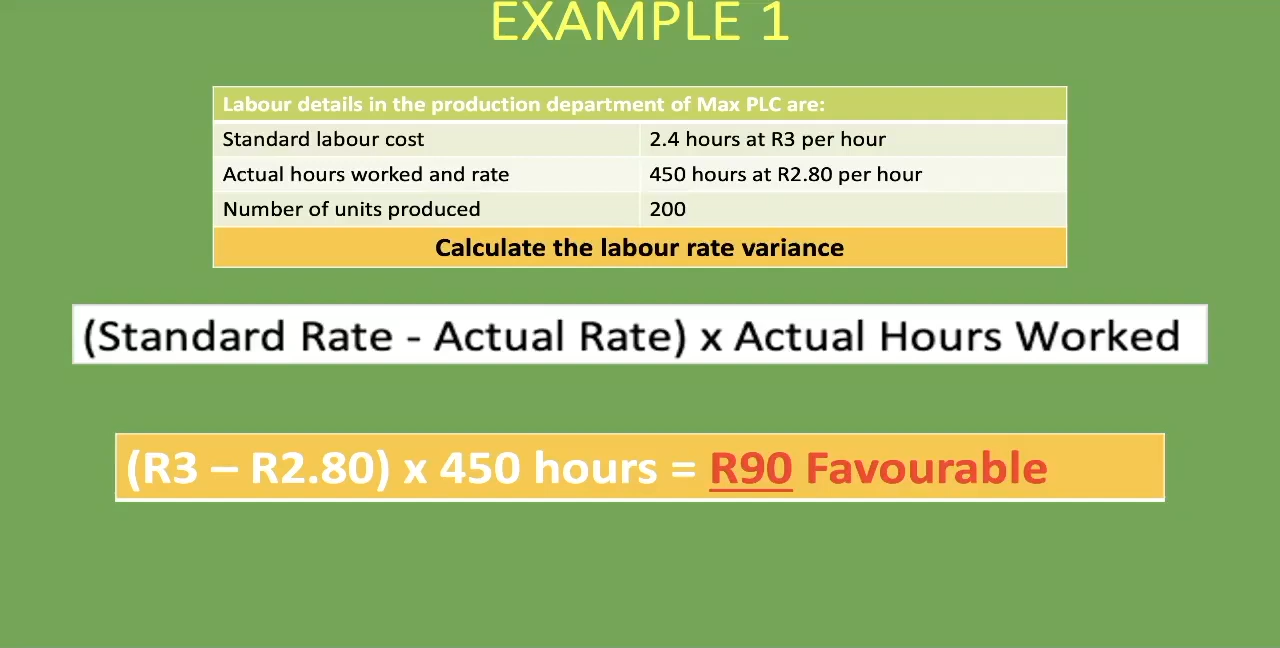 EXAMPLE 1
Labour details in the production department of Max PLC are:
Standard labour cost 2.4 hours at R3 per hour
Actual hours worked and rate 450 hours at R2.80 per hour
Number of units produced 200
Calculate the labour rate variance
(Standard Rate - Actual Rate) x Actual Hours Worked
(R3 – R2.80) x 450 hours = R90 Favourable